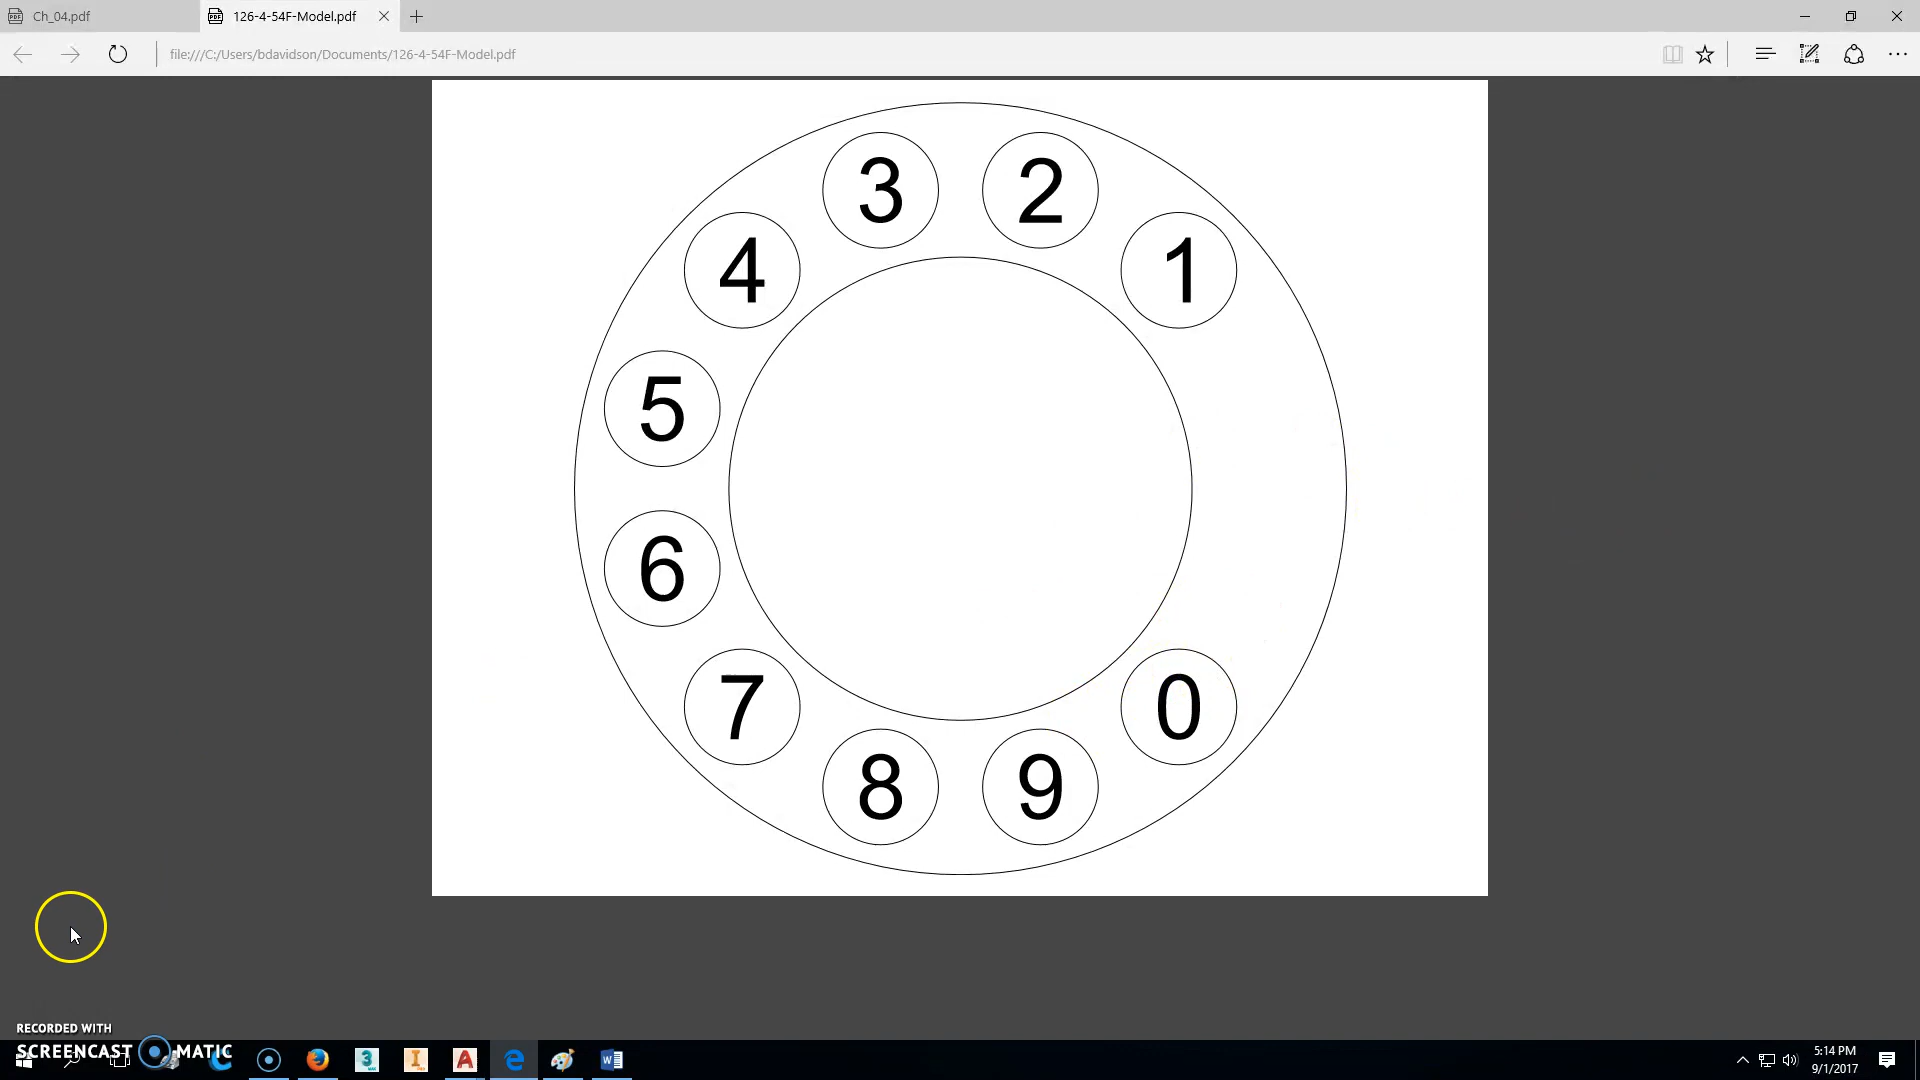 Ch_04.pdf
126-4-54F-Model.pdf
file:///C:/Users/bdavidson/Documents/126-4-54F-Model.pdf
3 2
4 1
5
6
7 0
8 9
RECORDED WITH
SCREENCAST MATIC
5:14 PM
9/1/2017